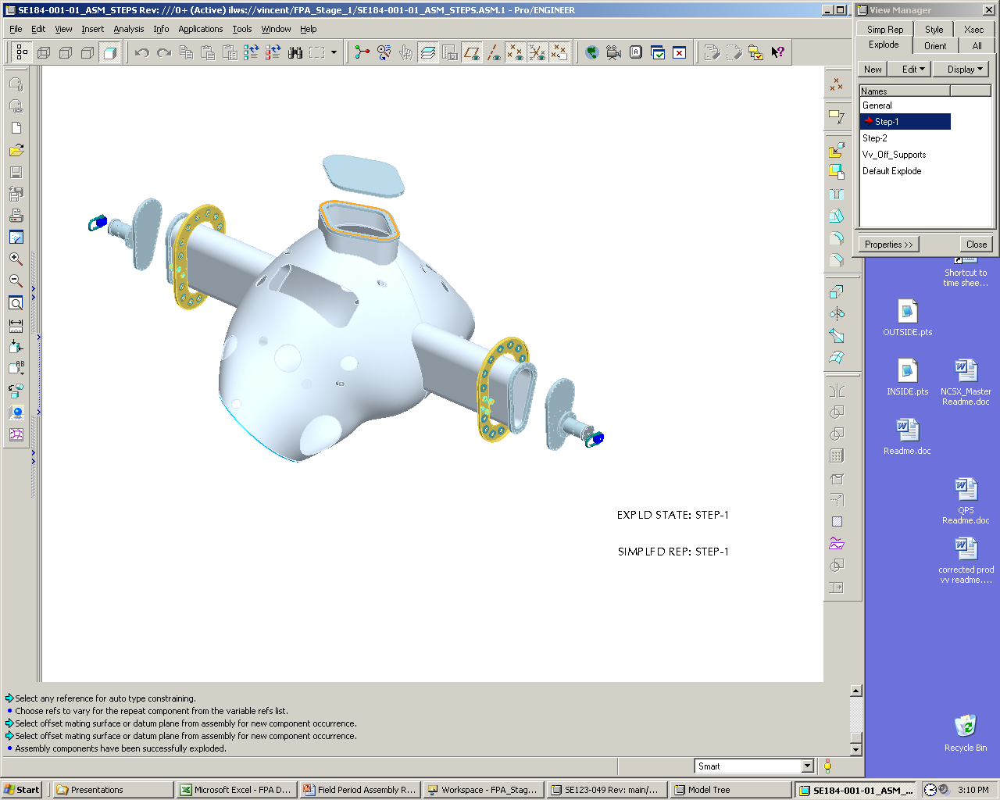 SE184-001-01_ASM_STEPS Rev: ///0+ (Active) ilws://vincent/FPA_Stage_1/SE184-001-01_ASM_STEPS.ASM.1 - Pro/ENGINEER
File Edit View Insert Analysis Info Applications Tools Window Help
View Manager
Simp Rep Style Xsec
Explode Orient All
New Edit Display
Names
General
Step-1
Step-2
Vv_Off_Supports
Default Explode
Properties >> Close
Shortcut to
time shee...
OUTSIDE.pts
INSIDE.pts
NCSX_Master
Readme.doc
Readme.doc
QPS
Readme.doc
corrected prod
vv readme....
Recycle Bin
EXPLD STATE: STEP-1
SIMPLFD REP: STEP-1
Select any reference for auto type constraining.
Choose refs to vary for the repeat component from the variable refs list.
Select offset mating surface or datum plane from assembly for new component occurrence.
Select offset mating surface or datum plane from assembly for new component occurrence.
Assembly components have been successfully exploded.
Smart
Start Presentations Microsoft Excel - FPA D... Field Period Assembly R... Workspace - FPA_Stag... SE123-049 Rev: main/... Model Tree SE184-001-01_ASM_... 3:10 PM